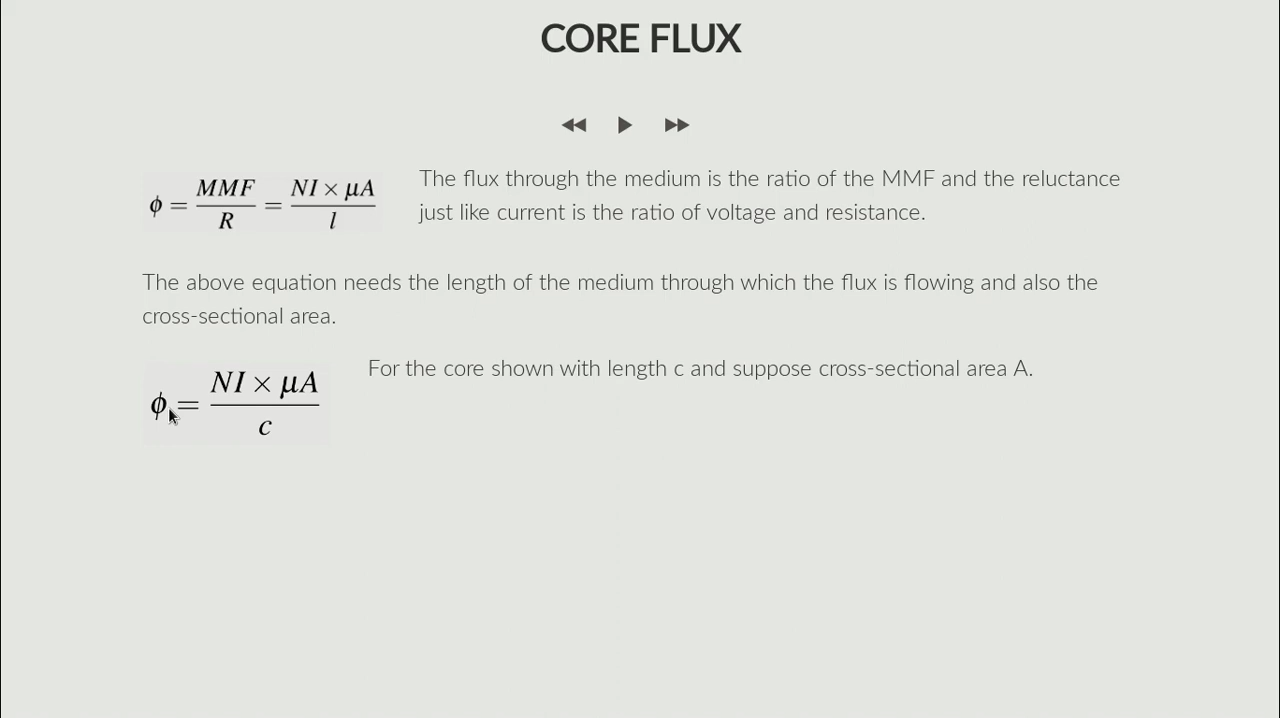 CORE FLUX
ϕ = MMF / R = NI × μA / l
The flux through the medium is the ratio of the MMF and the reluctance
just like current is the ratio of voltage and resistance.
The above equation needs the length of the medium through which the flux is flowing and also the
cross-sectional area.
For the core shown with length c and suppose cross-sectional area A.
ϕ = NI × μA / c